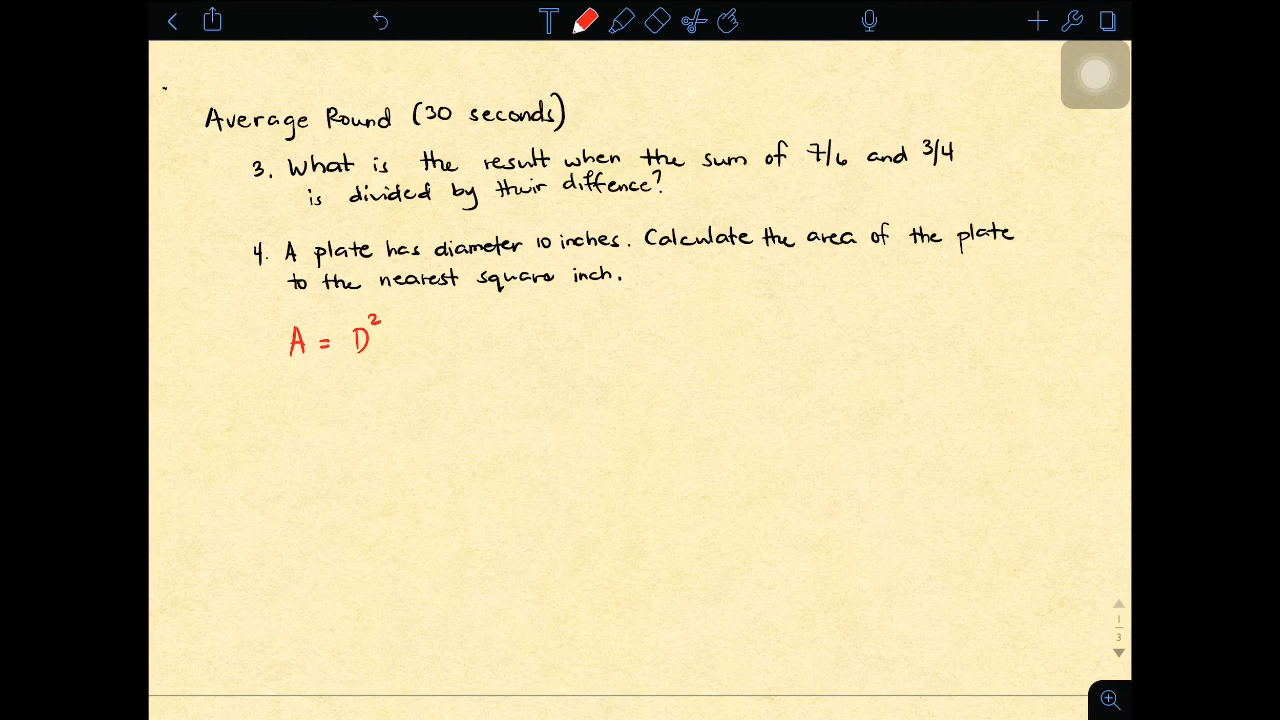 Average Round (30 seconds)
3. What is the result when the sum of 7/6 and 3/4
is divided by their diffence?
4. A plate has diameter 10 inches. Calculate the area of the plate
to the nearest square inch.
A = D²
1
3